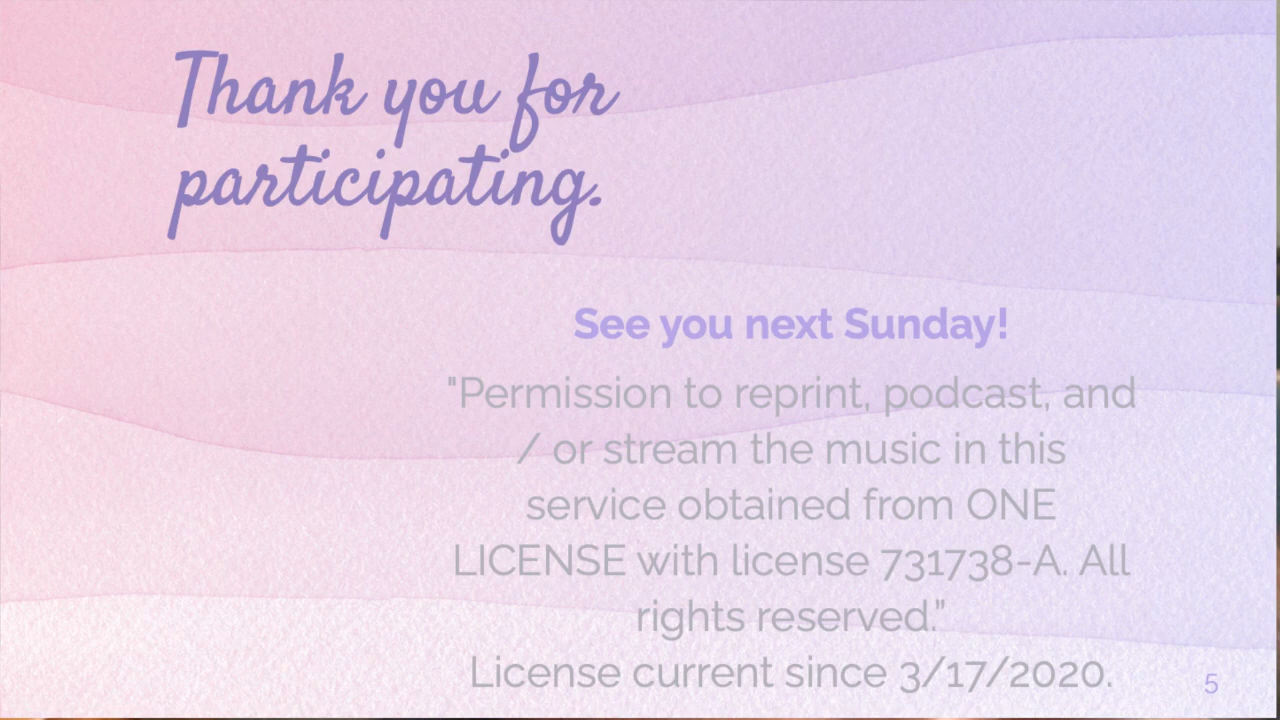 Thank you for
participating.
See you next Sunday!
"Permission to reprint, podcast, and
/ or stream the music in this
service obtained from ONE
LICENSE with license 731738-A. All
rights reserved.”
License current since 3/17/2020.
5